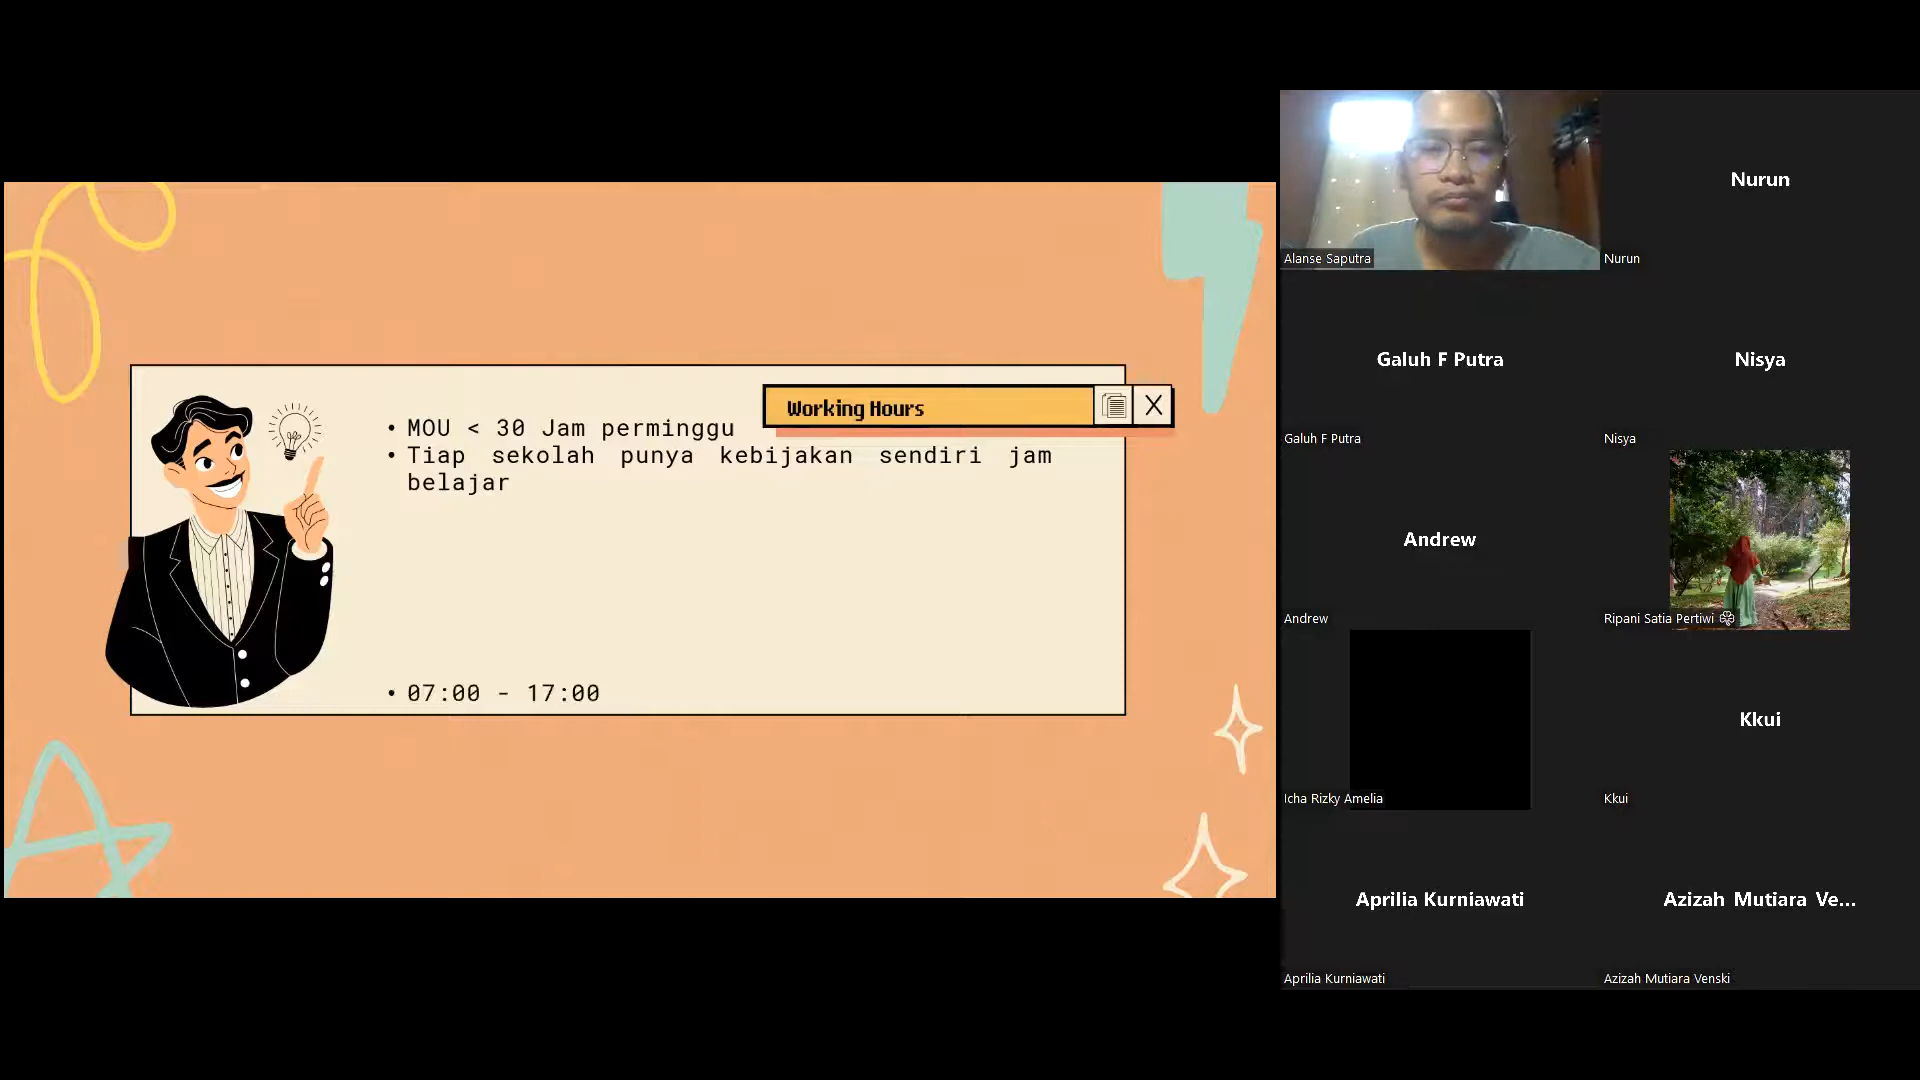 Working Hours
X
• MOU < 30 Jam perminggu
• Tiap sekolah punya kebijakan sendiri jam
belajar
• 07:00 - 17:00
Alanse Saputra
Nurun
Nurun
Galuh F Putra
Galuh F Putra
Nisya
Nisya
Andrew
Andrew
Ripani Satia Pertiwi
Icha Rizky Amelia
Kkui
Kkui
Aprilia Kurniawati
Aprilia Kurniawati
Azizah Mutiara Ve...
Azizah Mutiara Venski